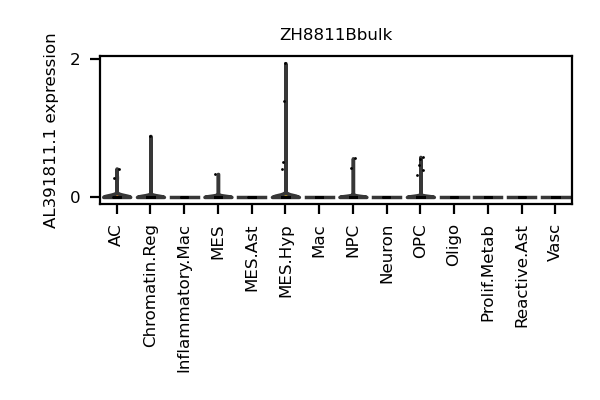 ZH8811Bbulk
AL391811.1 expression
2
0
AC
Chromatin.Reg
Inflammatory.Mac
MES
MES.Ast
MES.Hyp
Mac
NPC
Neuron
OPC
Oligo
Prolif.Metab
Reactive.Ast
Vasc